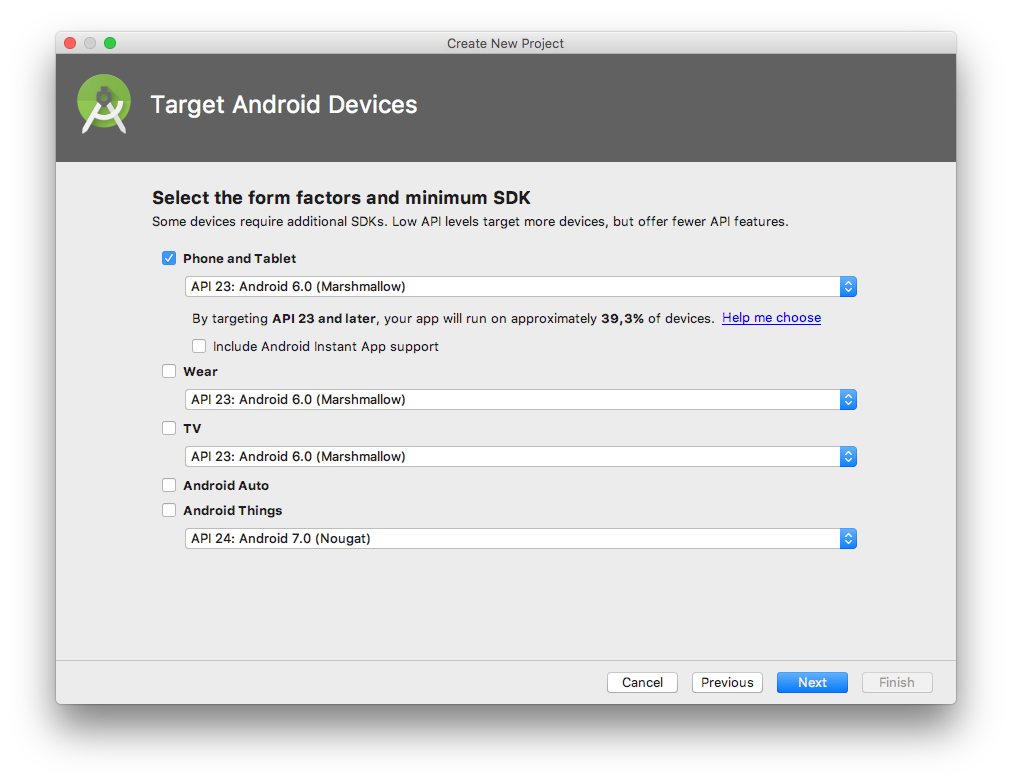 Create New Project
Target Android Devices
Select the form factors and minimum SDK
Some devices require additional SDKs. Low API levels target more devices, but offer fewer API features.
Phone and Tablet
API 23: Android 6.0 (Marshmallow)
By targeting API 23 and later, your app will run on approximately 39,3% of devices. Help me choose
Include Android Instant App support
Wear
API 23: Android 6.0 (Marshmallow)
TV
API 23: Android 6.0 (Marshmallow)
Android Auto
Android Things
API 24: Android 7.0 (Nougat)
Cancel Previous Next Finish